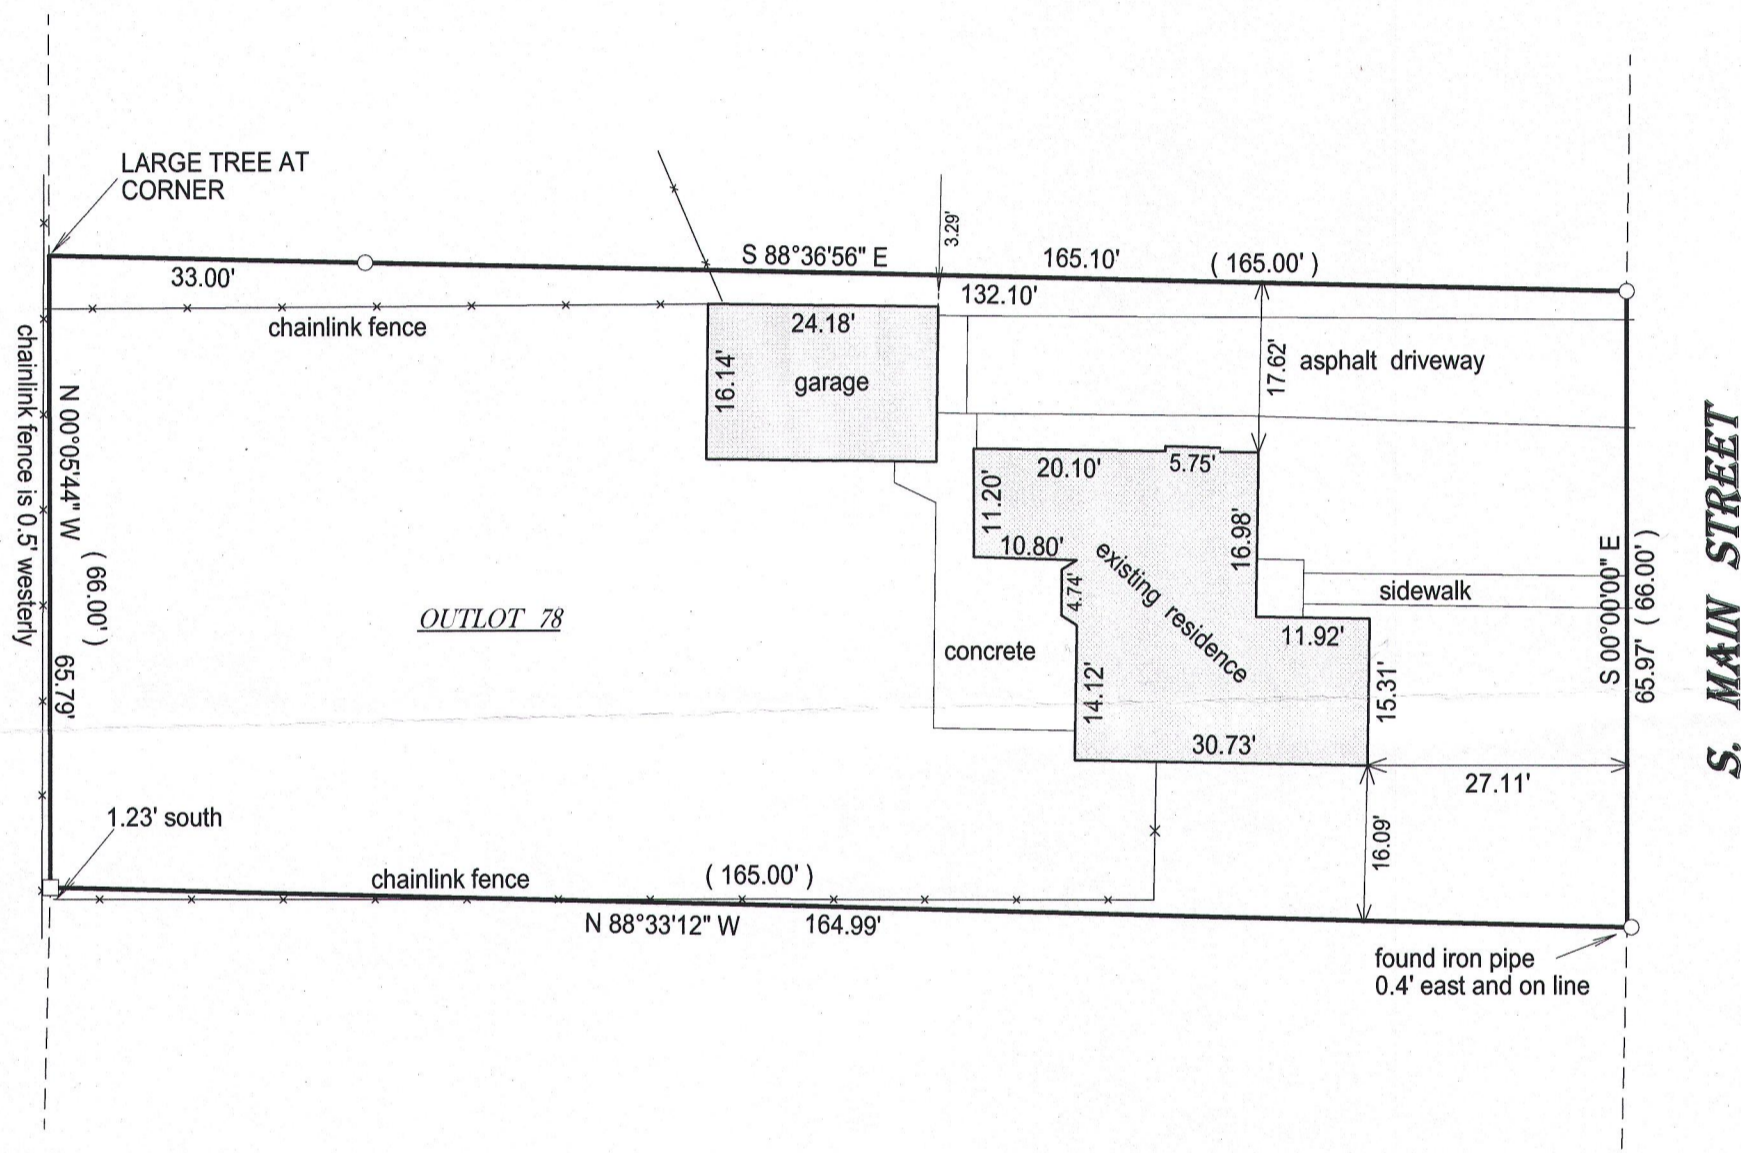 LARGE TREE AT
CORNER
3.29'
S 88°36'56" E
165.10'
( 165.00' )
33.00'
132.10'
chainlink fence
24.18'
16.14'
garage
17.62'
asphalt driveway
chainlink fence is 0.5' westerly
N 00°05'44" W
( 66.00' )
65.79'
20.10'
5.75'
11.20'
10.80'
16.98'
existing residence
4.74'
sidewalk
11.92'
OUTLOT 78
concrete
14.12'
15.31'
30.73'
27.11'
16.09'
S 00°00'00" E
65.97' ( 66.00' )
S. MAIN STREET
1.23' south
chainlink fence
( 165.00' )
N 88°33'12" W
164.99'
found iron pipe
0.4' east and on line